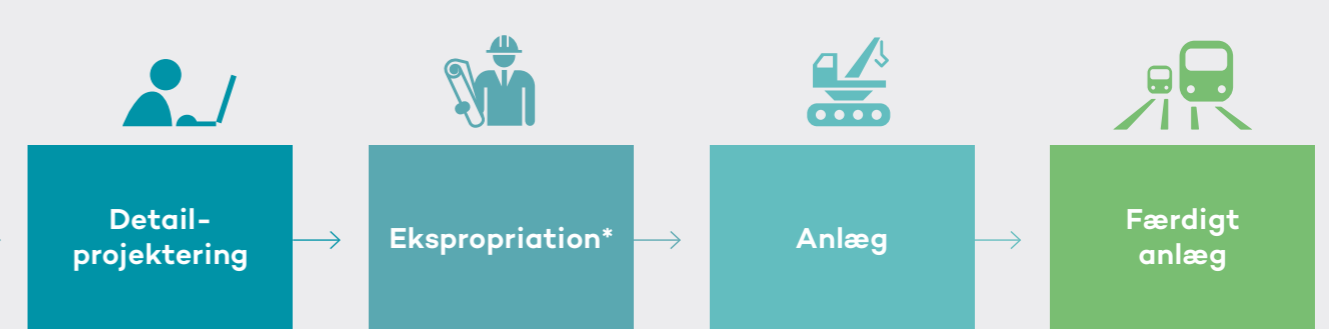 Detail-
projektering
Ekspropriation*
Anlæg
Færdigt
anlæg